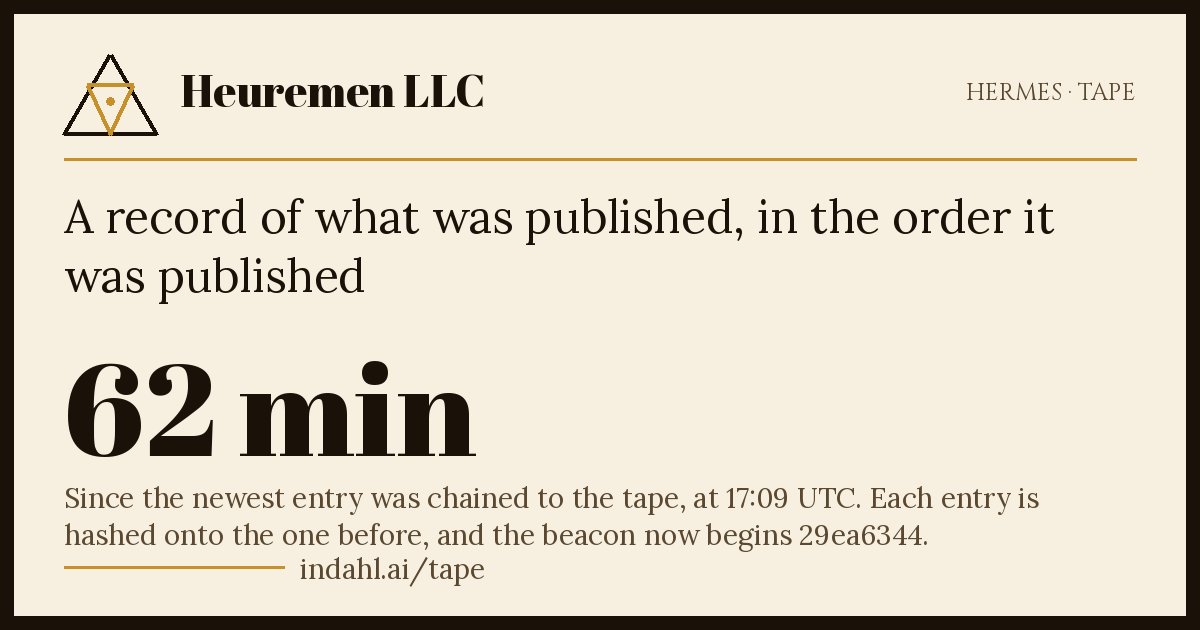 Heuremen LLC
HERMES · TAPE
A record of what was published, in the order it
was published
62 min
Since the newest entry was chained to the tape, at 17:09 UTC. Each entry is
hashed onto the one before, and the beacon now begins 29ea6344.
indahl.ai/tape